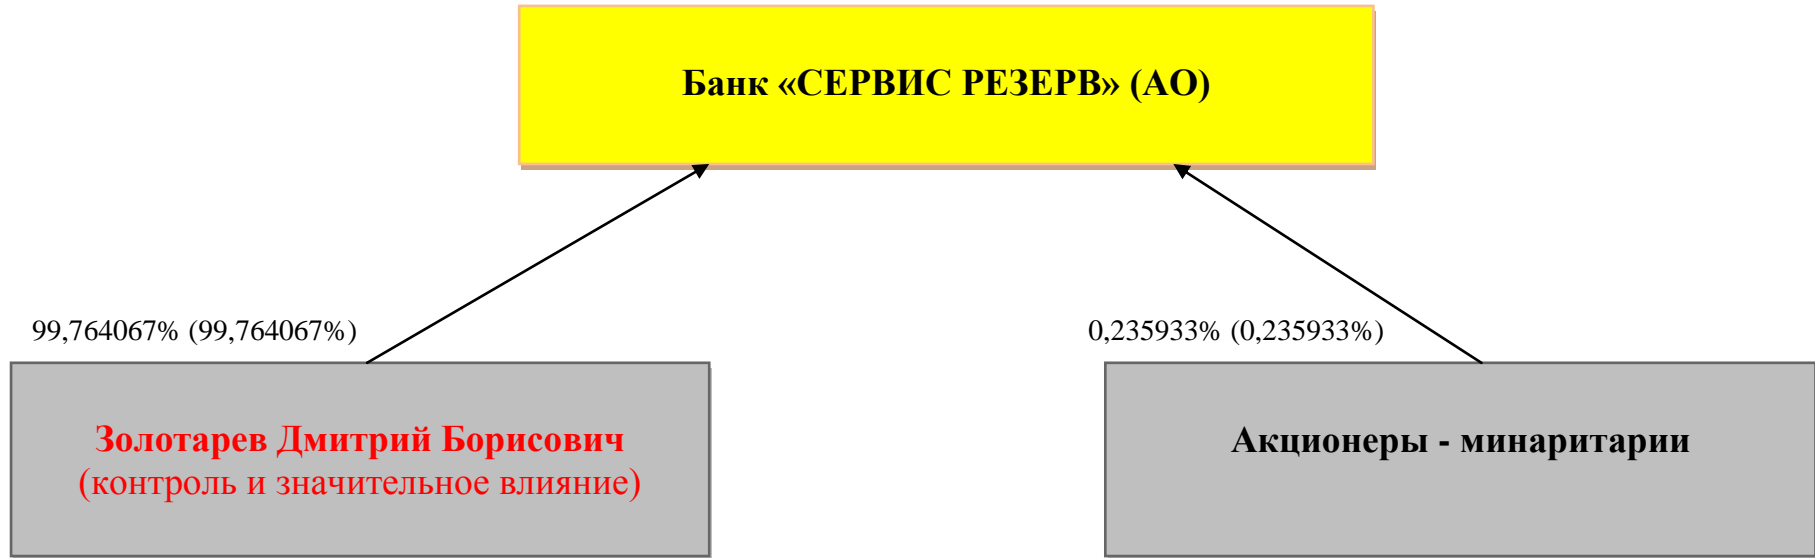 Банк «СЕРВИС РЕЗЕРВ» (АО)
99,764067% (99,764067%)
0,235933% (0,235933%)
Золотарев Дмитрий Борисович
(контроль и значительное влияние)
Акционеры - минаритарии